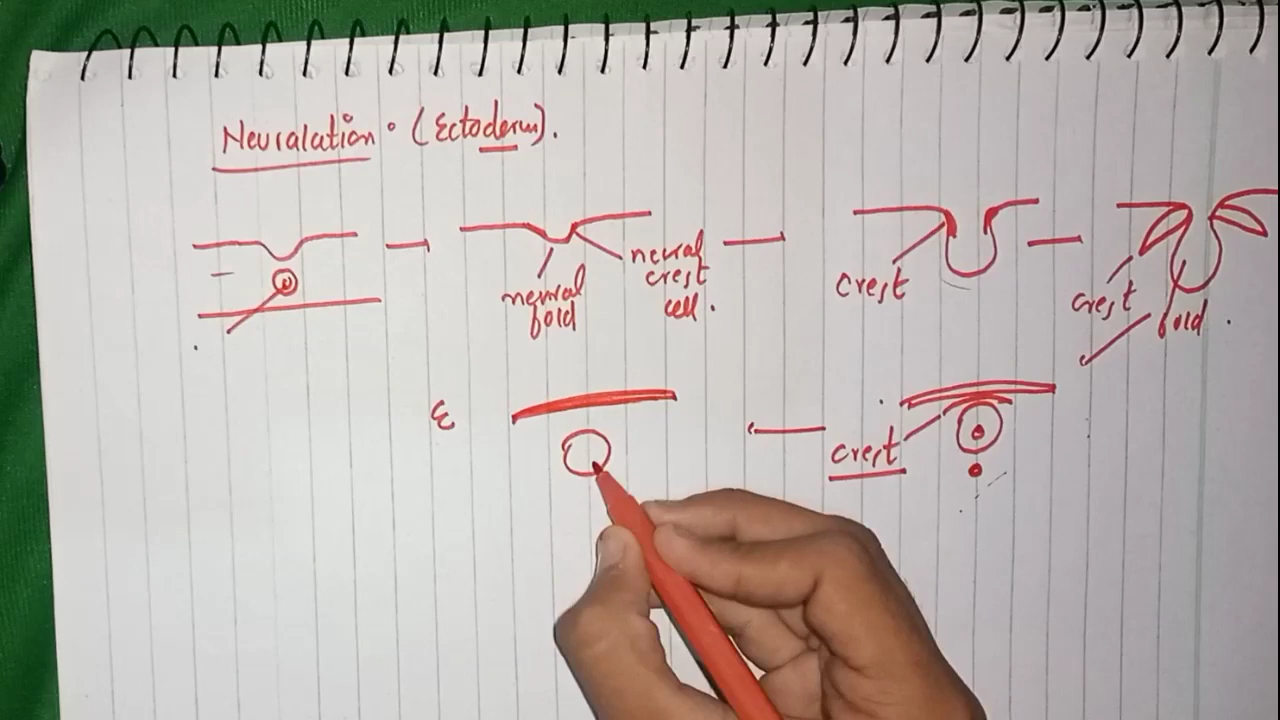 Neuralation. (Ectoderm).
neural
fold
neural
crest
cell.
crest
crest
fold.
ε
crest